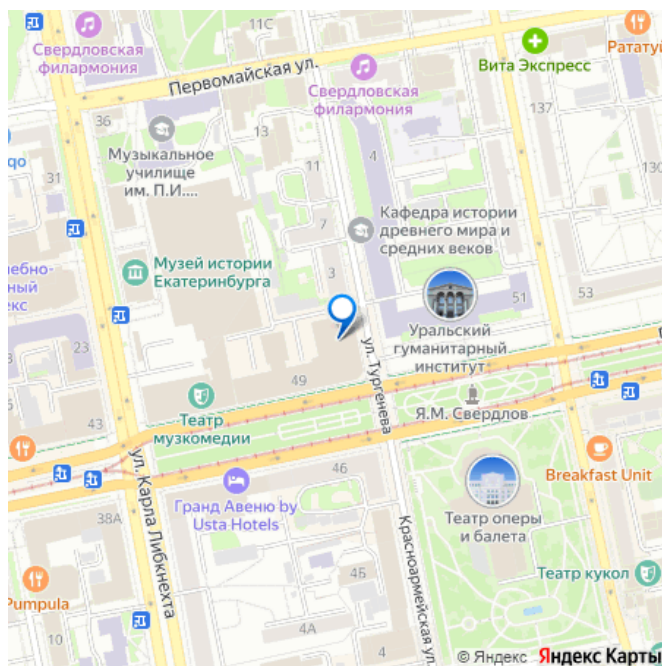 11С
Свердловская
филармония
Рататуй
Вита Экспресс
Первомайская ул.
Свердловская
филармония
137
36
13
Музыкальное
училище
им. П.И....
4
11
31
7
Кафедра истории
древнего мира и
средних веков
Музей истории
Екатеринбурга
3
51
53
Уральский
гуманитарный
институт
23
ул. Тургенева
49
Я.М. Свердлов
43
Театр
музкомедии
46
Breakfast Unit
ул. Карла Либкнехта
Гранд Авеню by
Usta Hotels
38А
Театр оперы
и балета
Красноармейская ул.
4Б
Театр кукол
Pumpula
10
4А
4
© Яндекс Яндекс Карты